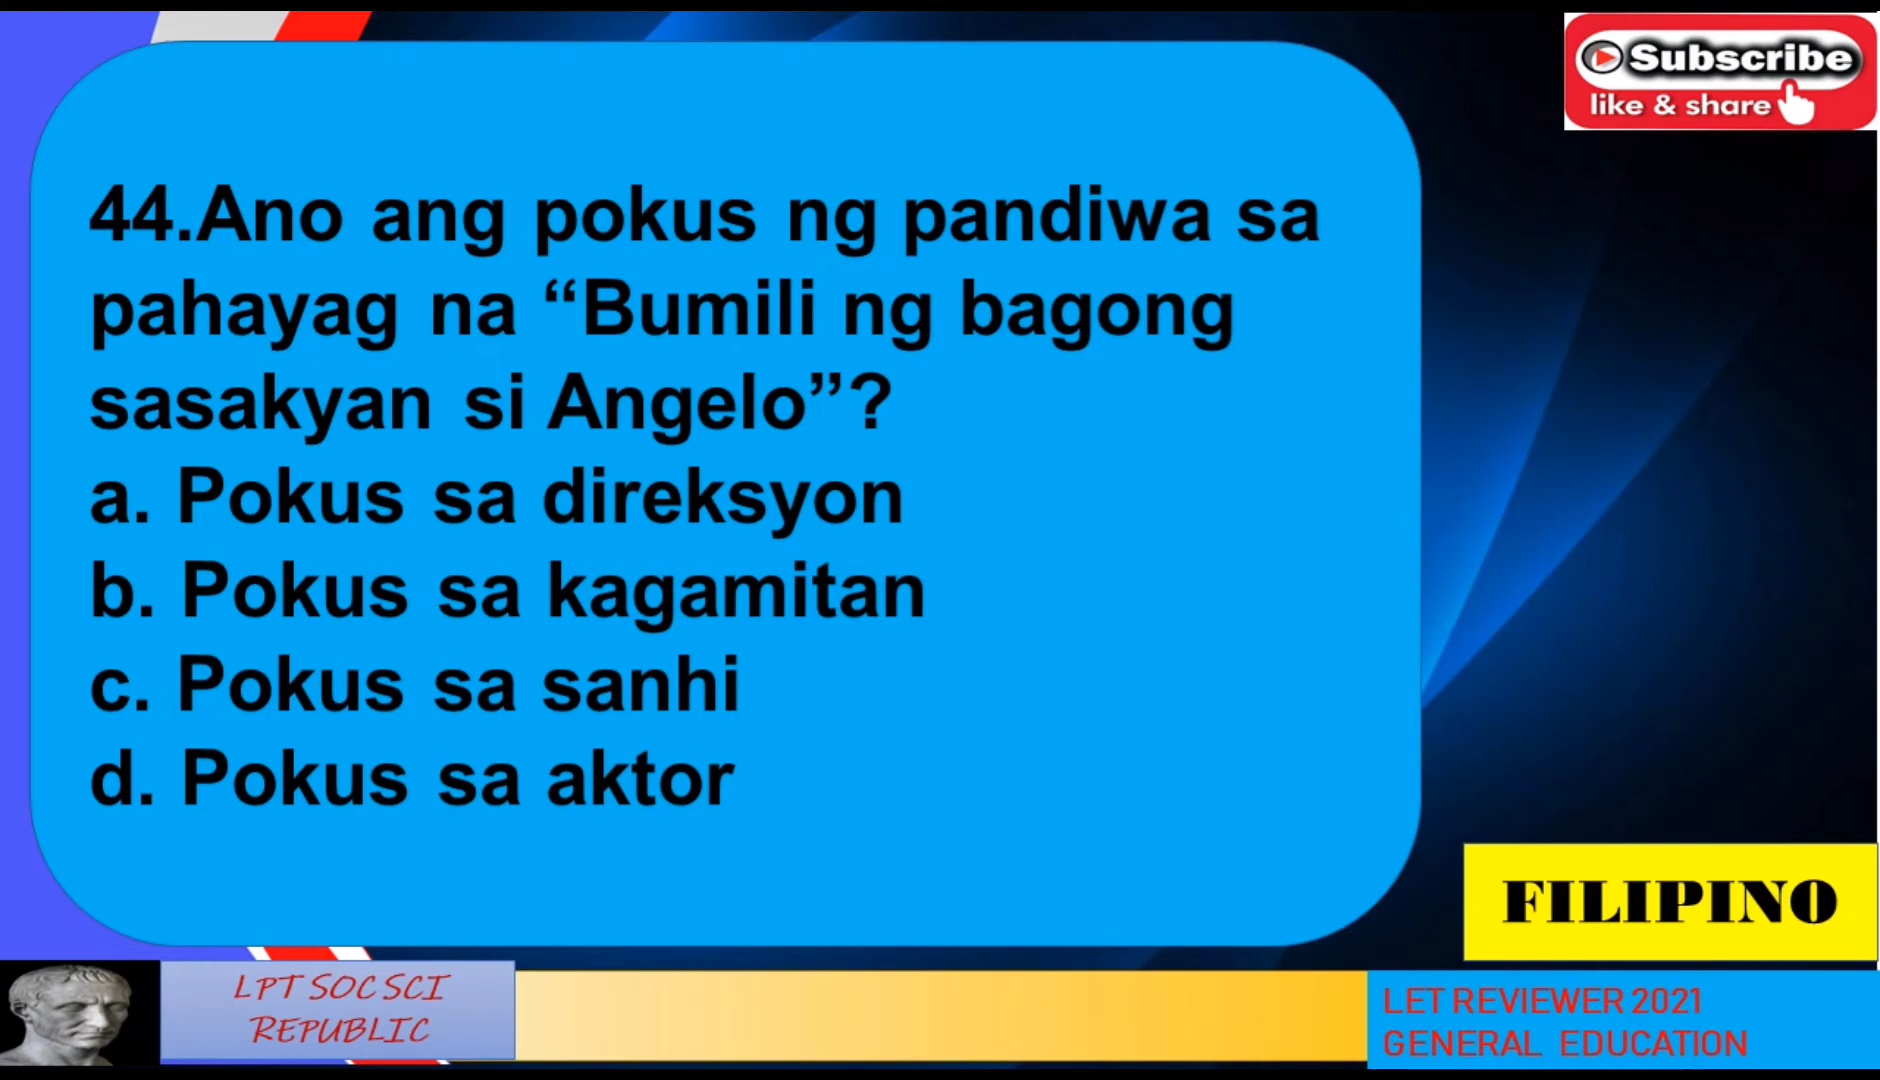 Subscribe
like & share
44.Ano ang pokus ng pandiwa sa
pahayag na “Bumili ng bagong
sasakyan si Angelo”?
a. Pokus sa direksyon
b. Pokus sa kagamitan
c. Pokus sa sanhi
d. Pokus sa aktor
FILIPINO
LPT SOC SCI
REPUBLIC
LET REVIEWER 2021
GENERAL EDUCATION